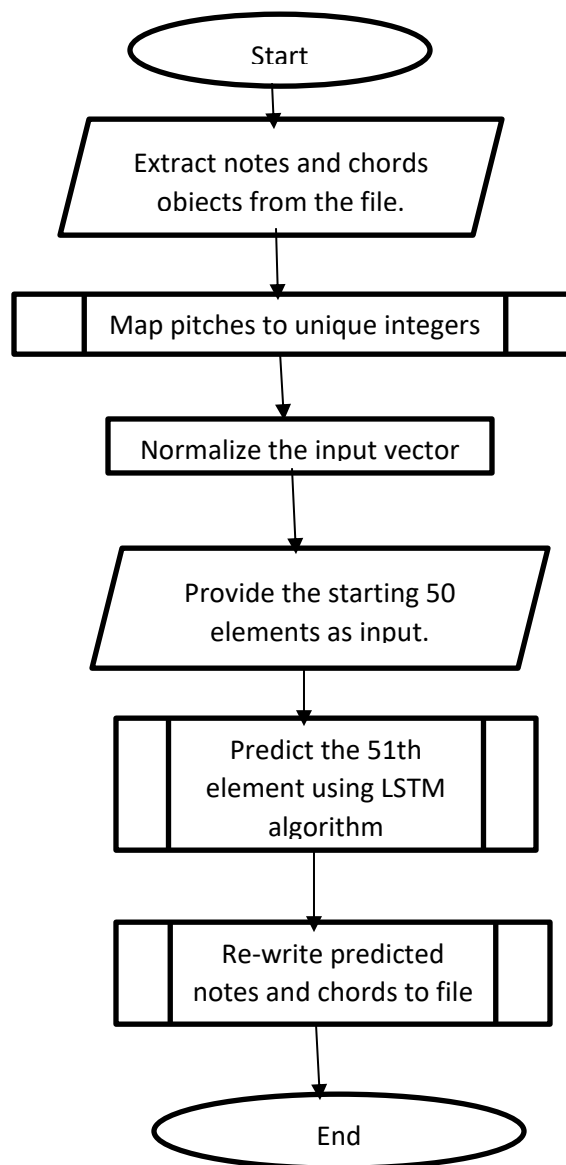 Start
Extract notes and chords
objects from the file.
Map pitches to unique integers
Normalize the input vector
Provide the starting 50
elements as input.
Predict the 51th
element using LSTM
algorithm
Re-write predicted
notes and chords to file
End